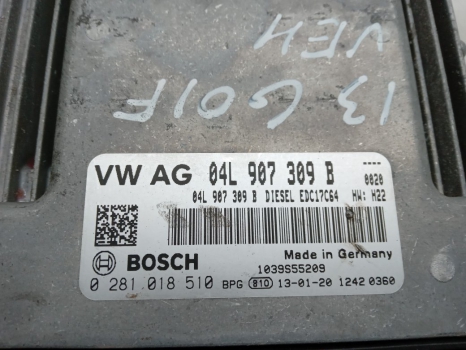 VEH
13 GOIF
VW AG 04L 907 309 B ----
04L 907 309 B DIESEL EDC17C64 HW: H22
0020
BOSCH Made in Germany
1039S55209
0 281 018 510 BPG 810 13-01-20 1242 0360